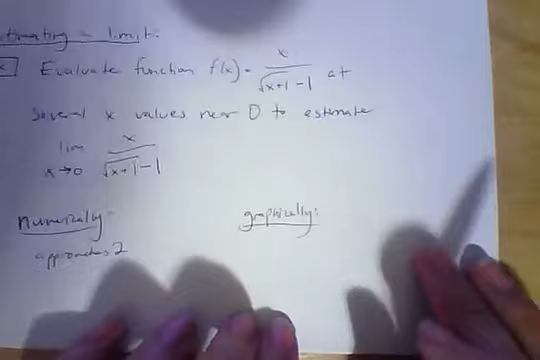 a limit:
Evaluate function f(x) = x / (√(x+1) - 1) at
several x values near 0 to estimate
lim x→0 x / (√(x+1) - 1)
numerically:
graphically:
approaches 2